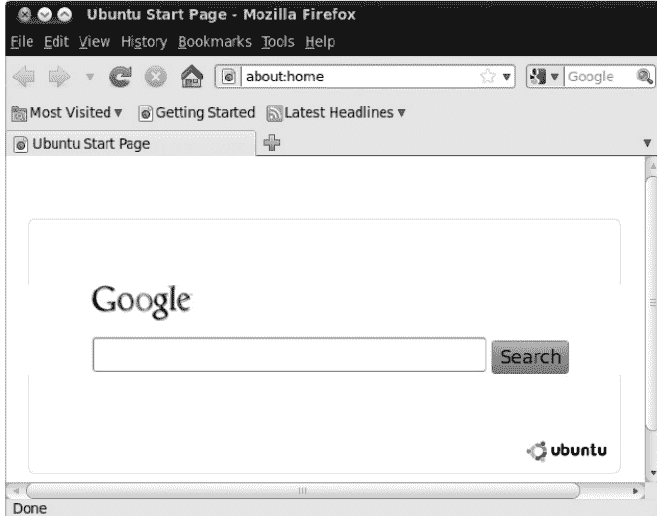 Ubuntu Start Page - Mozilla Firefox
File Edit View History Bookmarks Tools Help
about:home Google
Most Visited Getting Started Latest Headlines
Ubuntu Start Page
Google
Search
ubuntu
Done